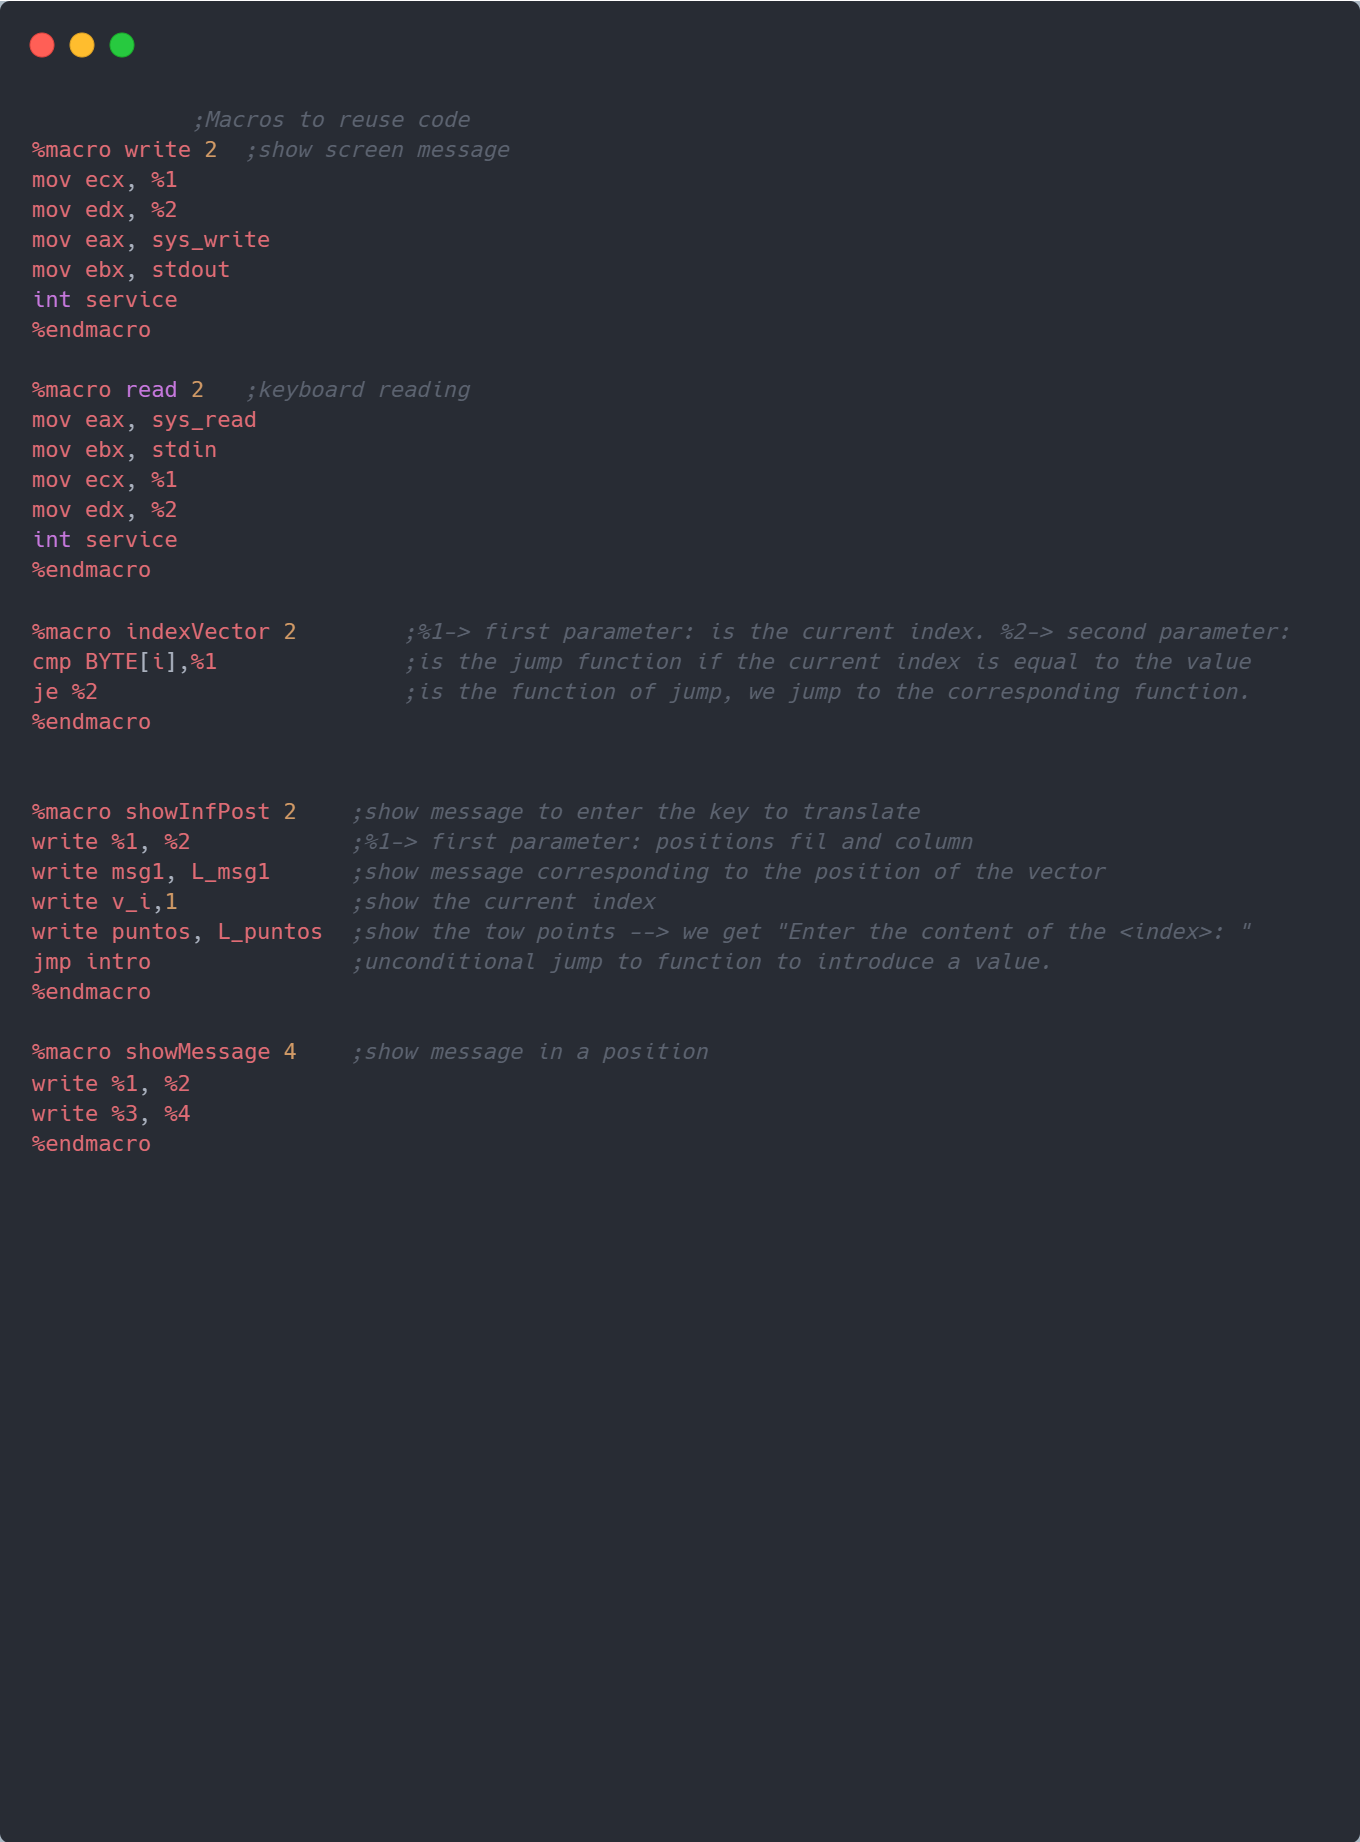 ;Macros to reuse code
%macro write 2  ;show screen message
mov ecx, %1
mov edx, %2
mov eax, sys_write
mov ebx, stdout
int service
%endmacro
%macro read 2   ;keyboard reading
mov eax, sys_read
mov ebx, stdin
mov ecx, %1
mov edx, %2
int service
%endmacro
%macro indexVector 2        ;%1-> first parameter: is the current index. %2-> second parameter:
cmp BYTE[i],%1              ;is the jump function if the current index is equal to the value
je %2                       ;is the function of jump, we jump to the corresponding function.
%endmacro
%macro showInfPost 2    ;show message to enter the key to translate
write %1, %2            ;%1-> first parameter: positions fil and column
write msg1, L_msg1      ;show message corresponding to the position of the vector
write v_i,1             ;show the current index
write puntos, L_puntos  ;show the tow points --> we get "Enter the content of the <index>: "
jmp intro               ;unconditional jump to function to introduce a value.
%endmacro
%macro showMessage 4    ;show message in a position
write %1, %2
write %3, %4
%endmacro